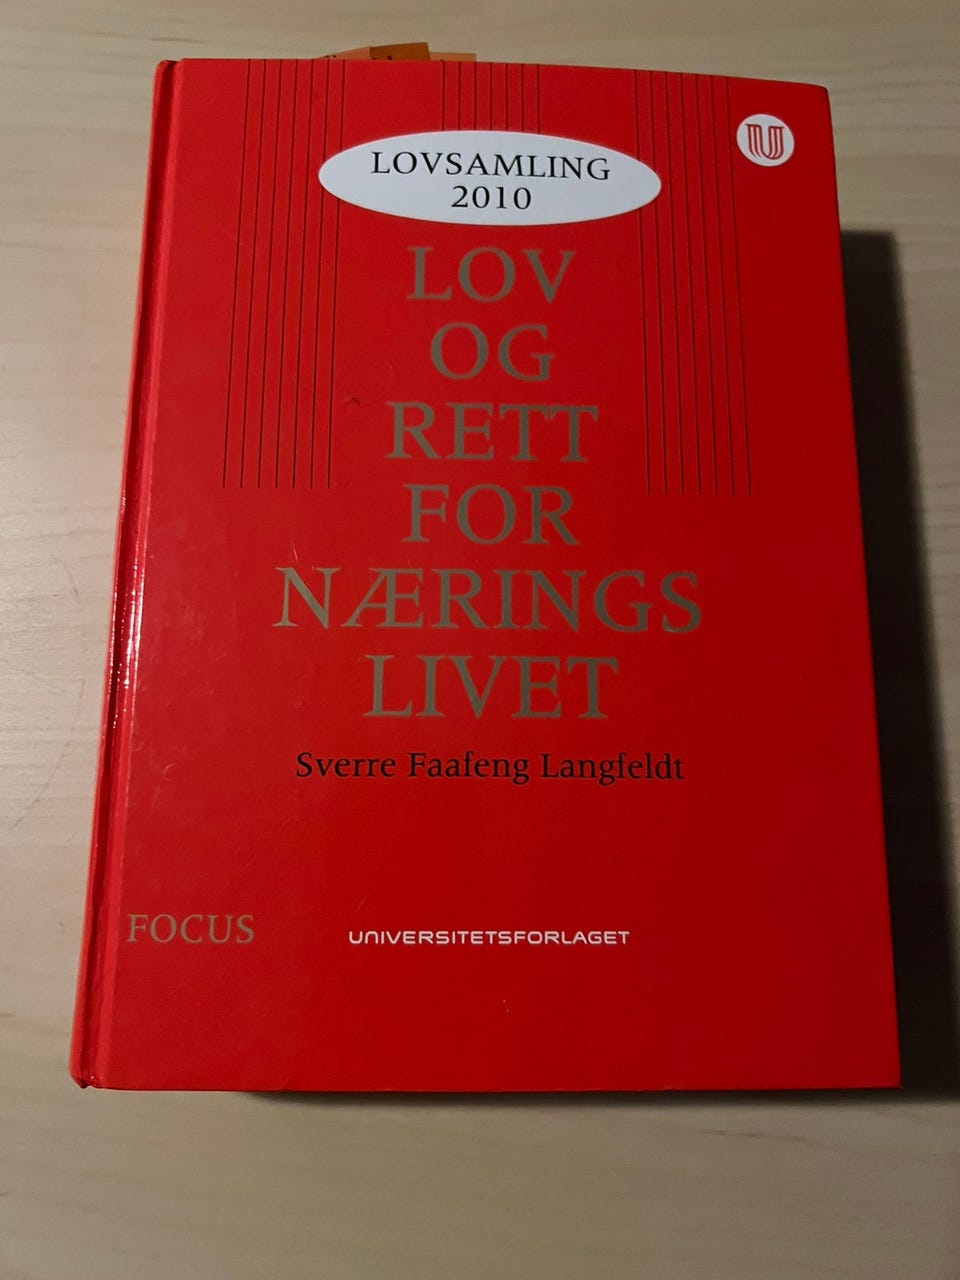 LOVSAMLING
2010
U
LOV
OG
RETT
FOR
NÆRINGS
LIVET
Sverre Faafeng Langfeldt
FOCUS
UNIVERSITETSFORLAGET